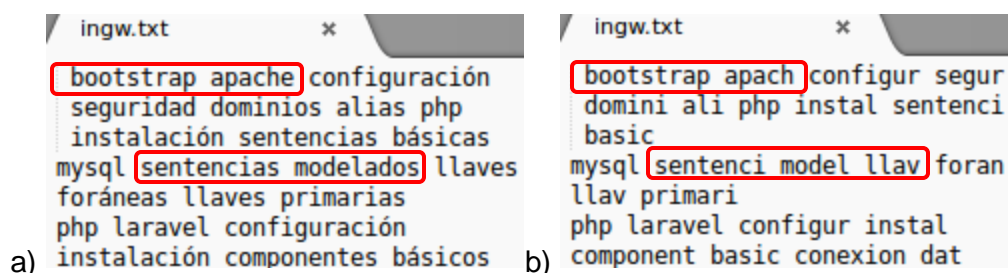 ingw.txt ×
bootstrap apache configuración
seguridad dominios alias php
instalación sentencias básicas
mysql sentencias modelados llaves
foráneas llaves primarias
php laravel configuración
a) instalación componentes básicos
ingw.txt ×
bootstrap apach configur segur
domini ali php instal sentenci
basic
mysql sentenci model llav foran
llav primari
php laravel configur instal
b) component basic conexion dat